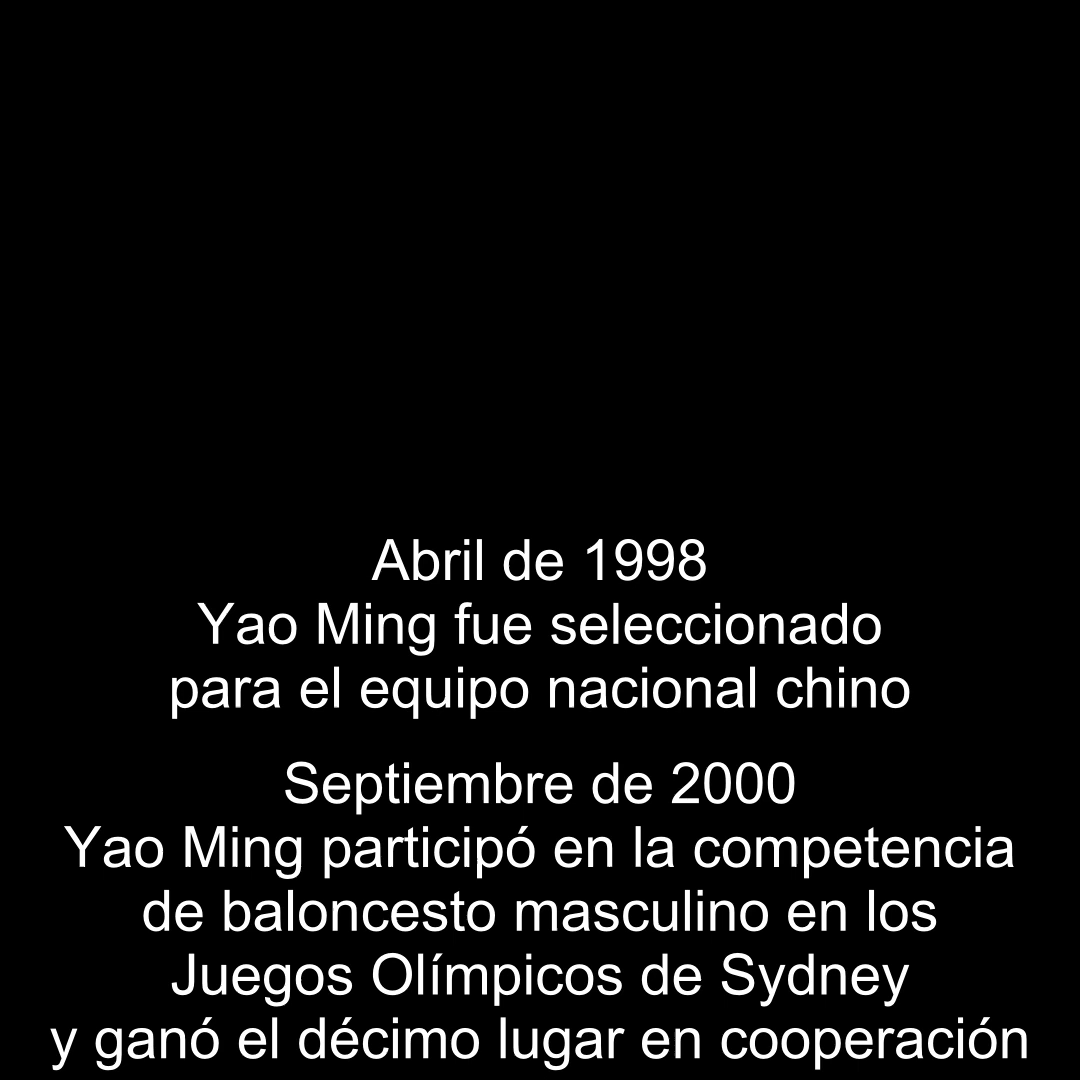 Abril de 1998
Yao Ming fue seleccionado
para el equipo nacional chino
Septiembre de 2000
Yao Ming participó en la competencia
de baloncesto masculino en los
Juegos Olímpicos de Sydney
y ganó el décimo lugar en cooperación